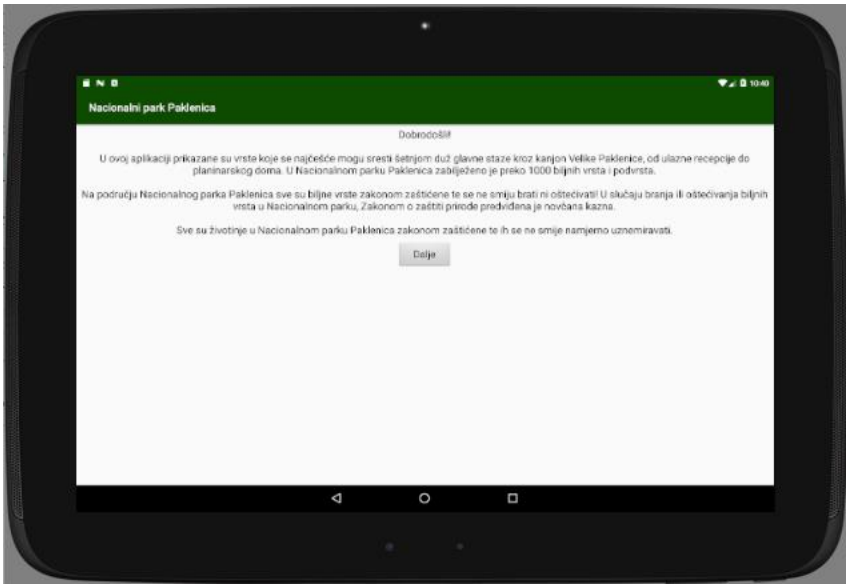 10:40
Nacionalni park Paklenica
Dobrodošli!
U ovoj aplikaciji prikazane su vrste koje se najčešće mogu sresti šetnjom duž glavne staze kroz kanjon Velike Paklenice, od ulazne recepcije do
planinarskog doma. U Nacionalnom parku Paklenica zabilježeno je preko 1000 biljnih vrsta i podvrsta.
Na području Nacionalnog parka Paklenica sve su biljne vrste zakonom zaštićene te se ne smiju brati ni oštećivati! U slučaju branja ili oštećivanja biljnih
vrsta u Nacionalnom parku, Zakonom o zaštiti prirode predviđena je novčana kazna.
Sve su životinje u Nacionalnom parku Paklenica zakonom zaštićene te ih se ne smije namjerno uznemiravati.
Dalje